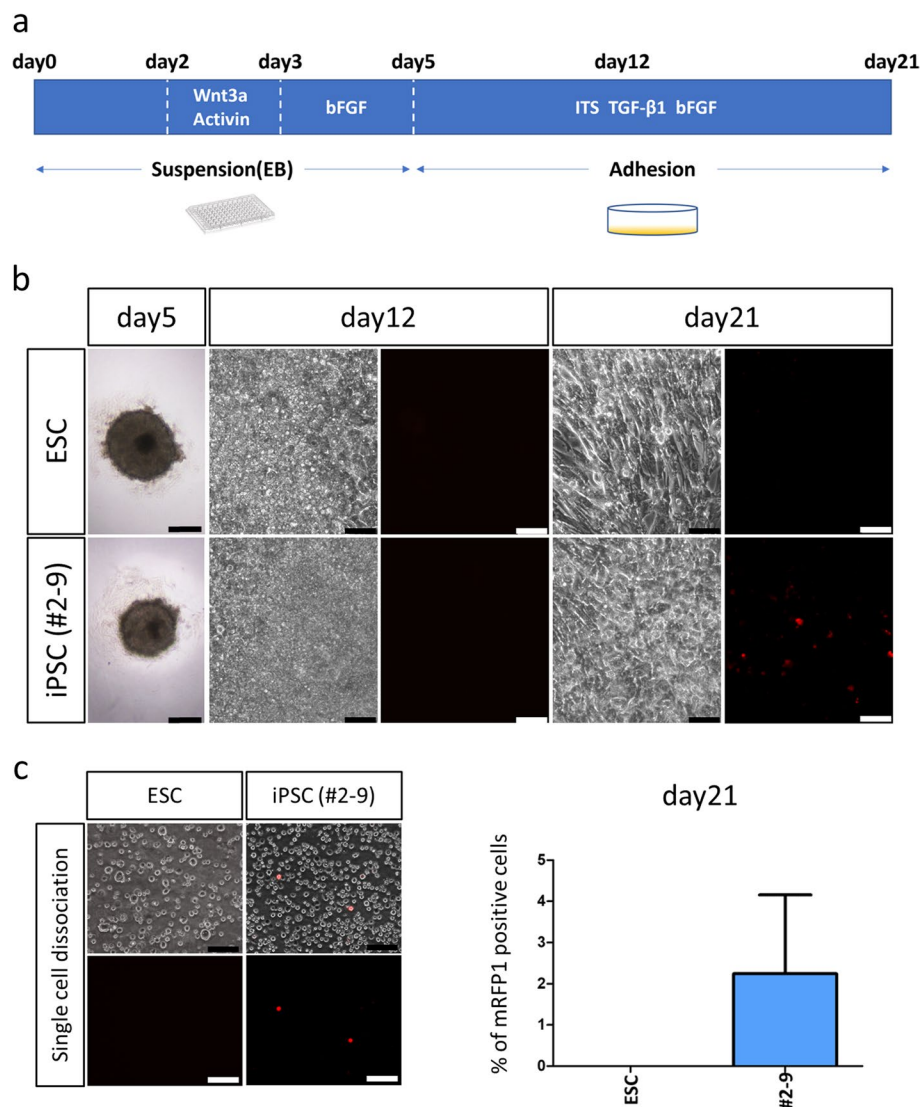 a
day0 day2 day3 day5 day12 day21
Wnt3a
Activin
bFGF
ITS TGF-β1 bFGF
Suspension(EB)
Adhesion
b
day5 day12 day21
ESC
iPSC (#2-9)
c
ESC iPSC (#2-9)
Single cell dissociation
day21
% of mRFP1 positive cells
5
4
3
2
1
0
ESC
#2-9